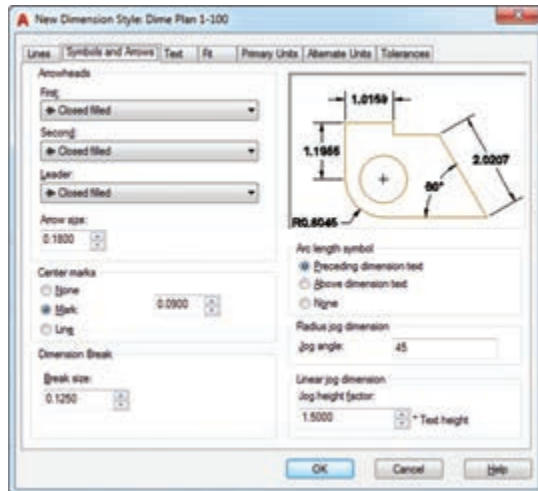 New Dimension Style: Dime Plan 1-100
Lines Symbols and Arrows Text Fit Primary Units Alternate Units Tolerances
Arrowheads
First:
Closed filled
Second:
Closed filled
Leader:
Closed filled
Arrow size:
0.1800
Center marks
None
Mark
Line
0.0900
Dimension Break
Break size:
0.1250
1.0159
1.1955
2.0207
60°
R0.8045
Arc length symbol
Preceding dimension text
Above dimension text
None
Radius jog dimension
Jog angle: 45
Linear jog dimension
Jog height factor:
1.5000 * Text height
OK Cancel Help